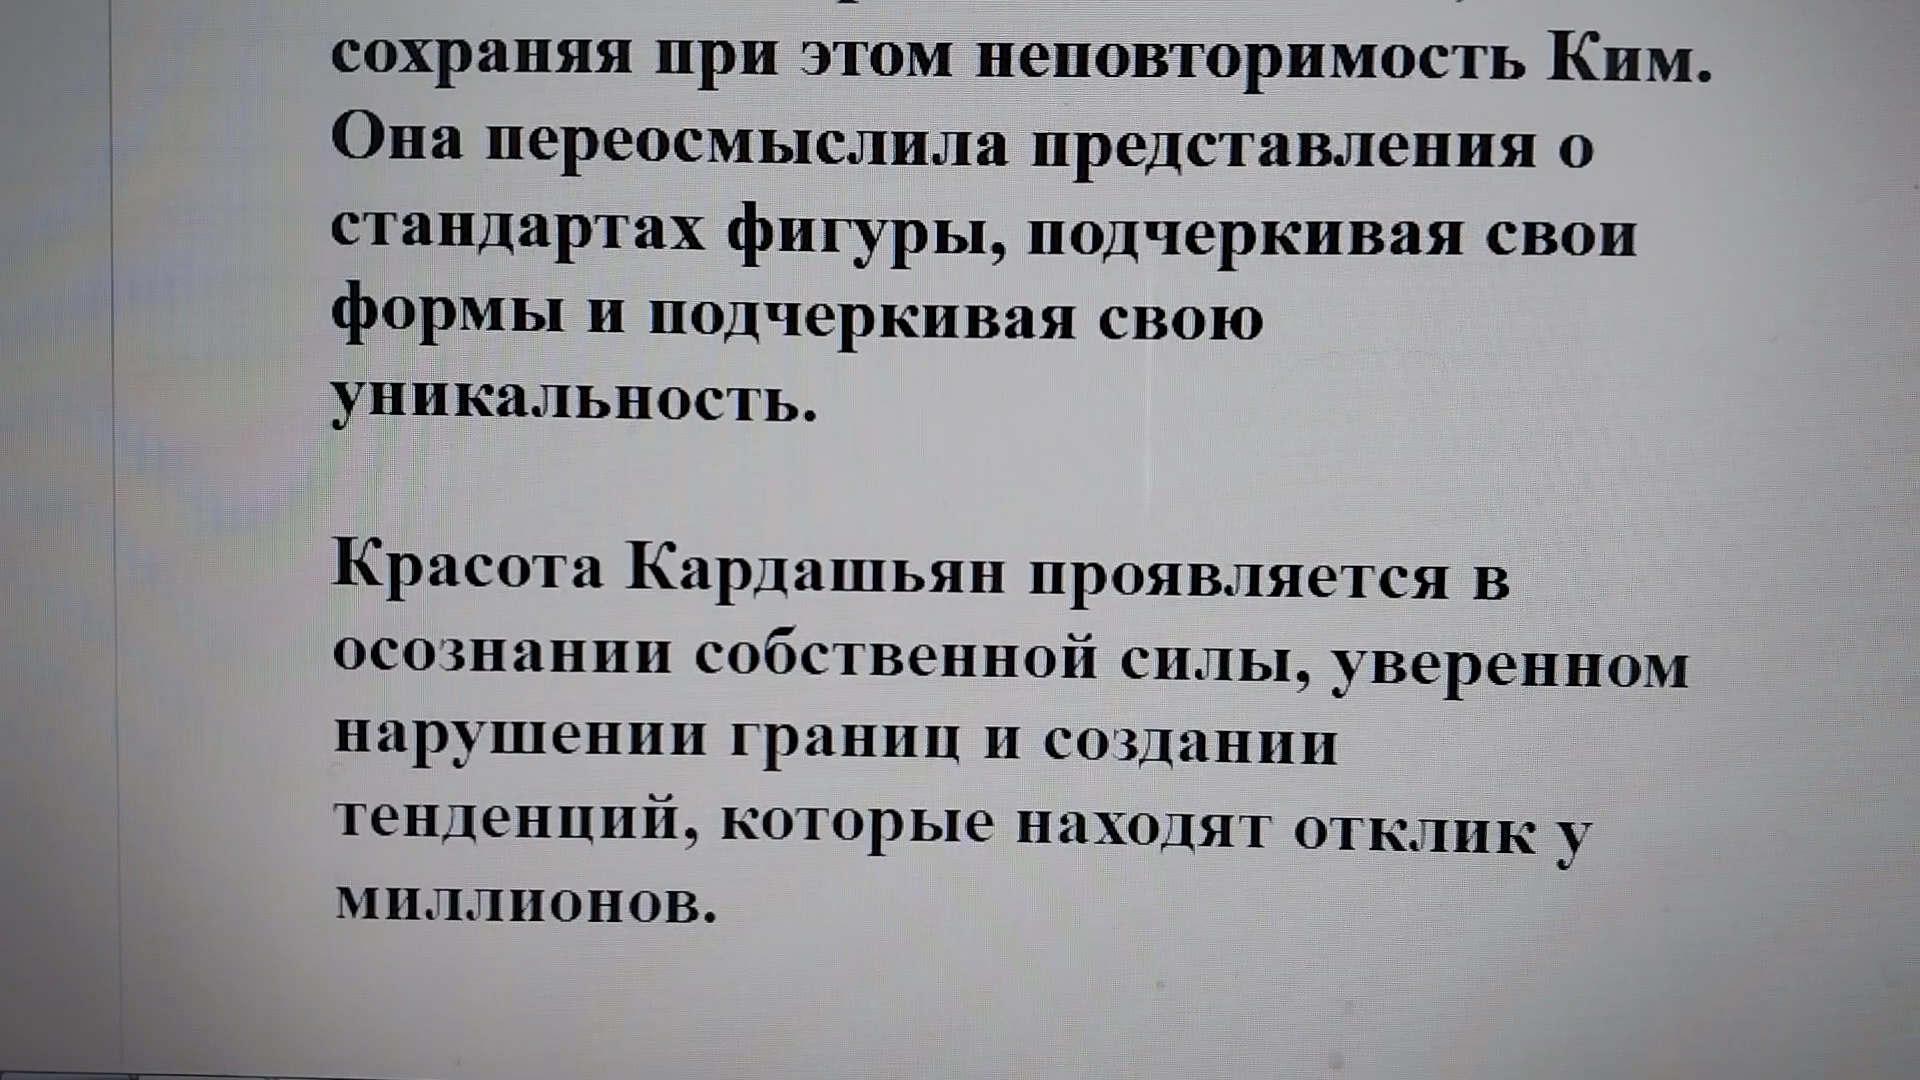 сохраняя при этом неповторимость Ким.
Она переосмыслила представления о
стандартах фигуры, подчеркивая свои
формы и подчеркивая свою
уникальность.
Красота Кардашьян проявляется в
осознании собственной силы, уверенном
нарушении границ и создании
тенденций, которые находят отклик у
миллионов.